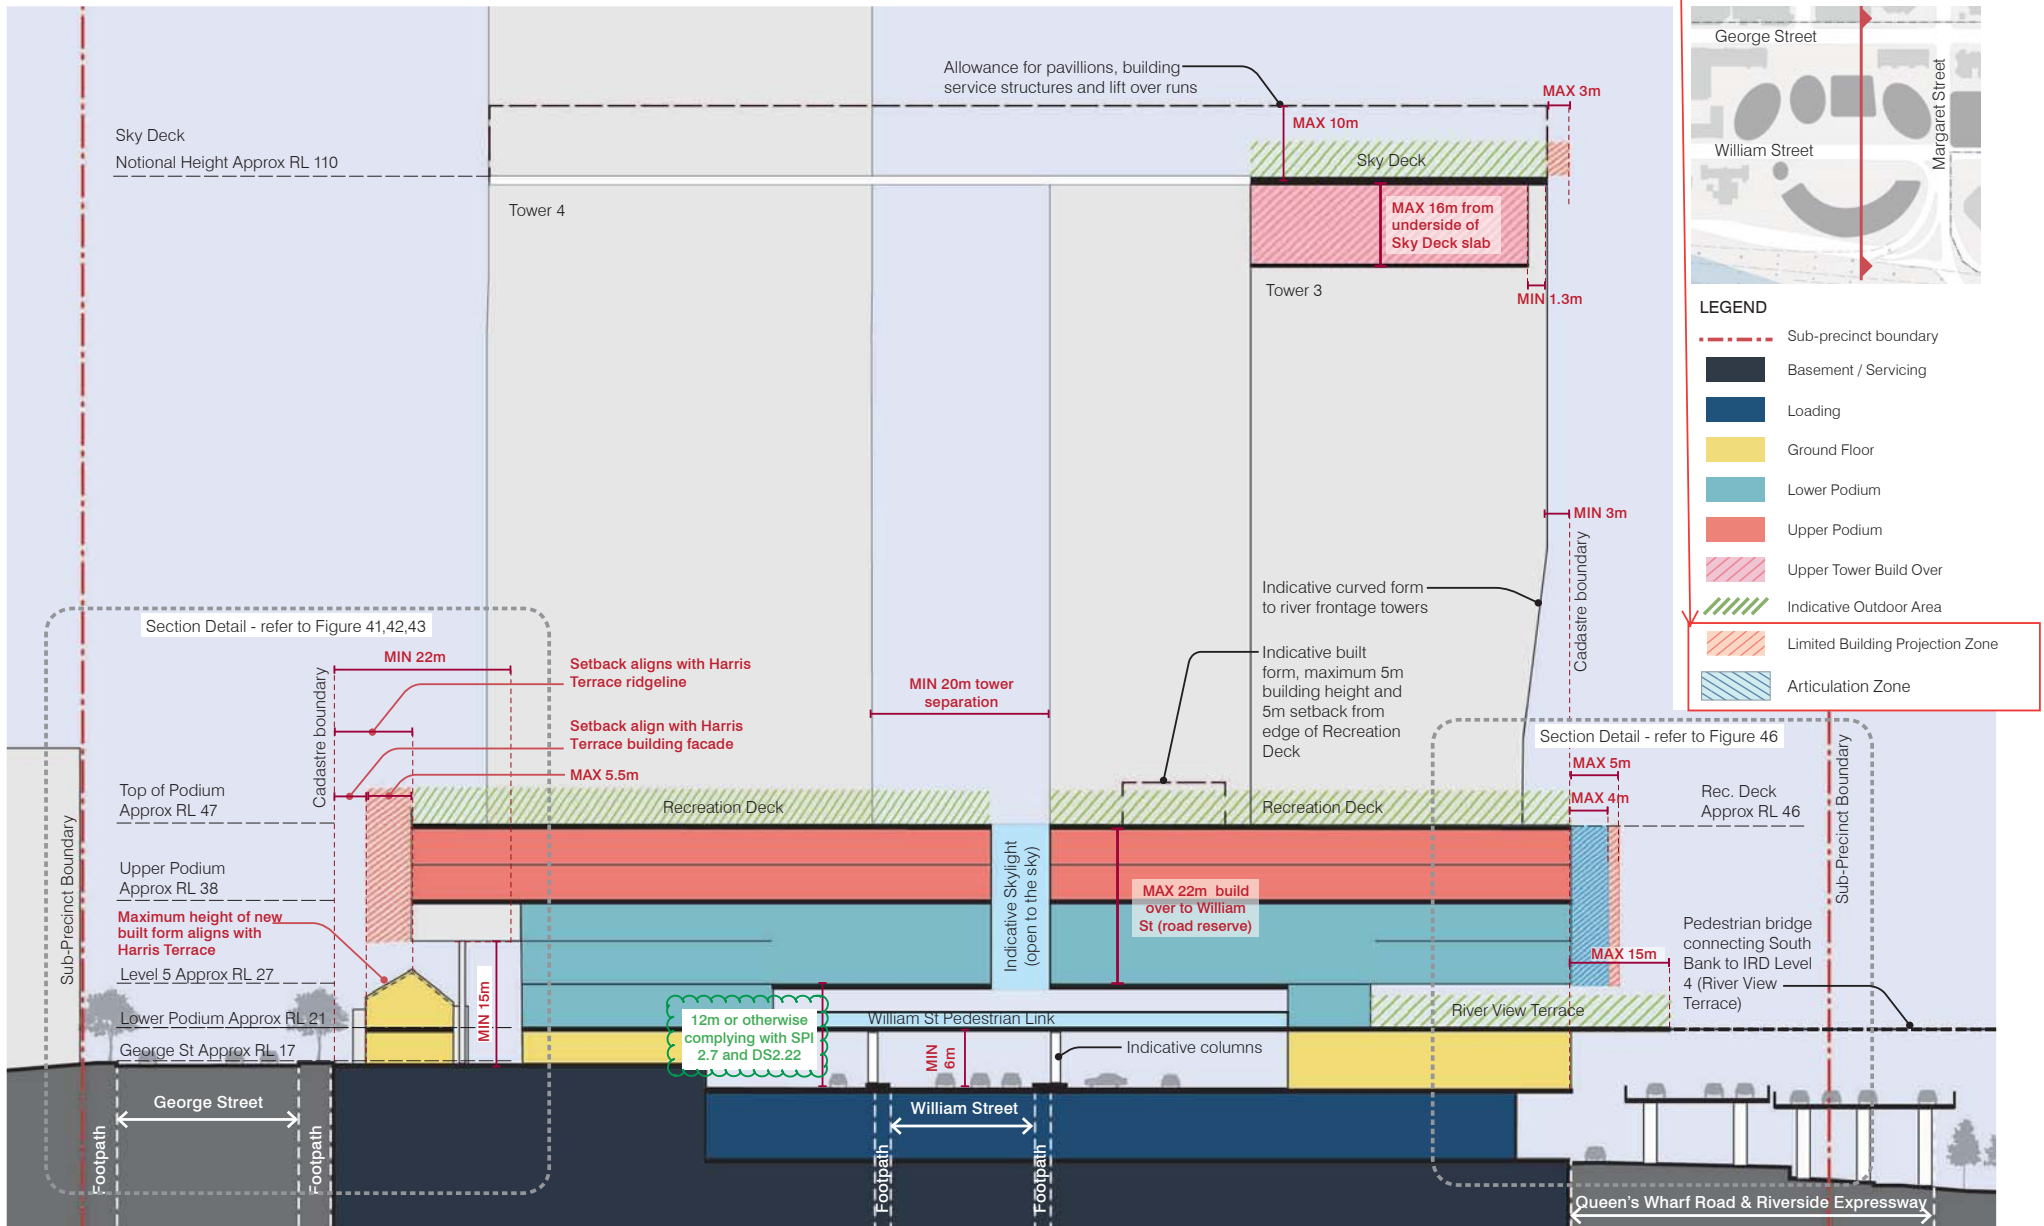 Allowance for pavillions, building
service structures and lift over runs
MAX 3m
MAX 10m
Sky Deck
Notional Height Approx RL 110
Sky Deck
Tower 4
MAX 16m from
underside of
Sky Deck slab
Tower 3
MIN 1.3m
MIN 3m
Cadastre boundary
Indicative curved form
to river frontage towers
Indicative built
form, maximum 5m
building height and
5m setback from
edge of Recreation
Deck
Section Detail - refer to Figure 41,42,43
MIN 22m
Cadastre boundary
Setback aligns with Harris
Terrace ridgeline
Setback align with Harris
Terrace building facade
MAX 5.5m
MIN 20m tower
separation
Section Detail - refer to Figure 46
MAX 5m
MAX 4m
Rec. Deck
Approx RL 46
Sub-Precinct Boundary
Top of Podium
Approx RL 47
Recreation Deck
Recreation Deck
Sub-Precinct Boundary
Upper Podium
Approx RL 38
Maximum height of new
built form aligns with
Harris Terrace
Level 5 Approx RL 27
Lower Podium Approx RL 21
George St Approx RL 17
MIN 15m
Indicative Skylight
(open to the sky)
MAX 22m build
over to William
St (road reserve)
MAX 15m
Pedestrian bridge
connecting South
Bank to IRD Level
4 (River View
Terrace)
River View Terrace
12m or otherwise
complying with SPI
2.7 and DS2.22
William St Pedestrian Link
MIN
6m
Indicative columns
George Street
Footpath
Footpath
William Street
Footpath
Footpath
Queen's Wharf Road & Riverside Expressway
George Street
William Street
Margaret Street
LEGEND
Sub-precinct boundary
Basement / Servicing
Loading
Ground Floor
Lower Podium
Upper Podium
Upper Tower Build Over
Indicative Outdoor Area
Limited Building Projection Zone
Articulation Zone